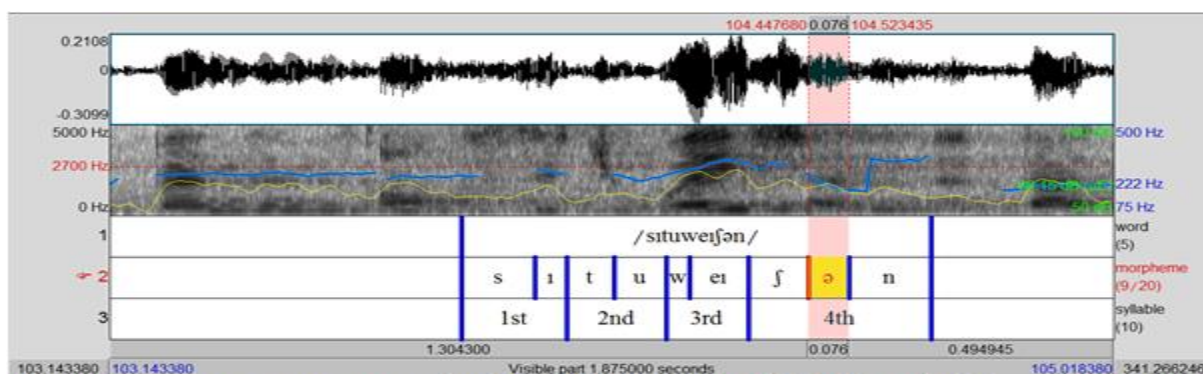 104.447680 0.076 104.523435
0.2108
0
-0.3099
5000 Hz 500 Hz
2700 Hz
0 Hz 222 Hz
75 Hz
1 /sɪtuweɪʃən/ word (5)
2 s ɪ t u w eɪ ʃ ə n morpheme (9/20)
3 1st 2nd 3rd 4th syllable (10)
1.304300 0.076 0.494945
103.143380 103.143380 Visible part 1.875000 seconds 105.018380 341.266240